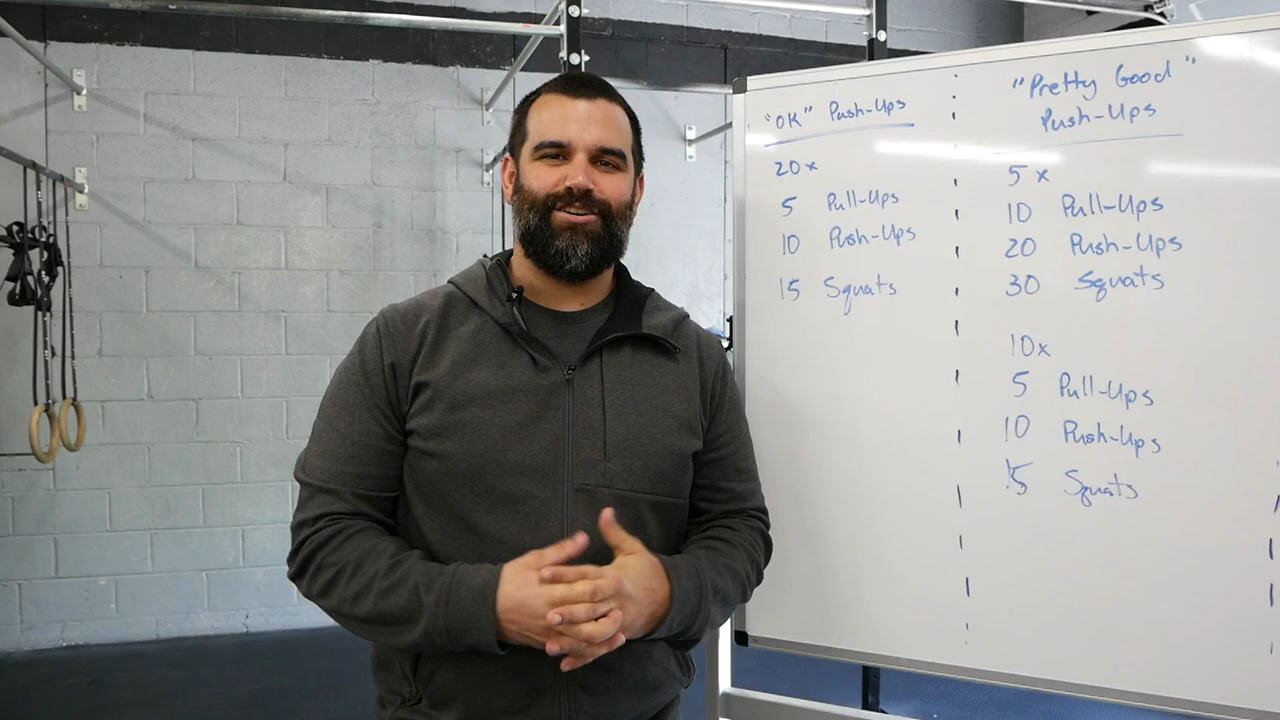 "OK" Push-Ups
20x
5 Pull-Ups
10 Push-Ups
15 Squats
"Pretty Good"
Push-Ups
5x
10 Pull-Ups
20 Push-Ups
30 Squats
10x
5 Pull-Ups
10 Push-Ups
15 Squats